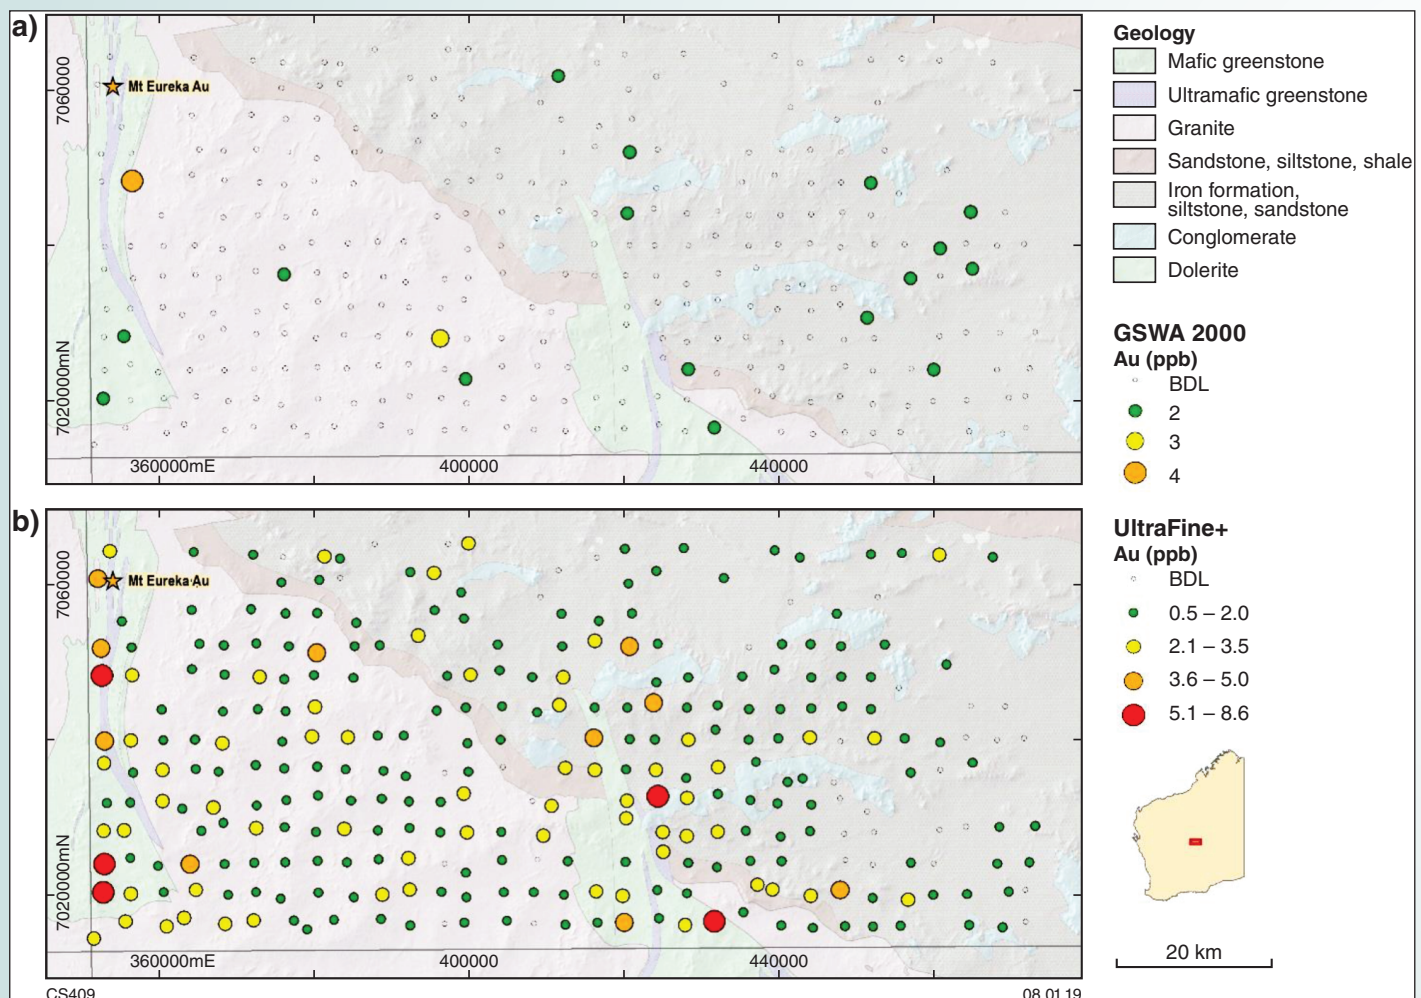 a)
7060000
Mt Eureka Au
7020000mN
360000mE
400000
440000
Geology
Mafic greenstone
Ultramafic greenstone
Granite
Sandstone, siltstone, shale
Iron formation,
siltstone, sandstone
Conglomerate
Dolerite
GSWA 2000
Au (ppb)
BDL
2
3
4
b)
7060000
Mt Eureka Au
7020000mN
360000mE
400000
440000
UltraFine+
Au (ppb)
BDL
0.5 – 2.0
2.1 – 3.5
3.6 – 5.0
5.1 – 8.6
20 km
CS409
08.01.19